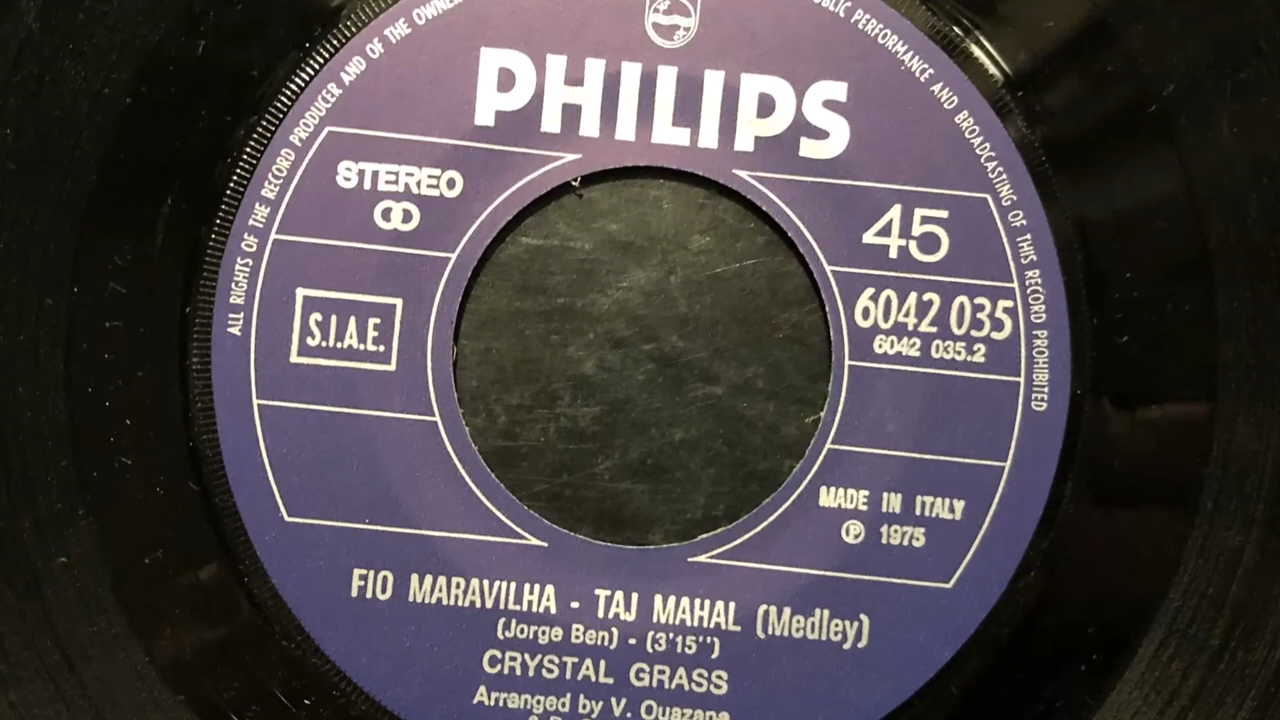 ALL RIGHTS OF THE RECORD PRODUCER AND OF THE OWNER
PUBLIC PERFORMANCE AND BROADCASTING OF THIS RECORD PROHIBITED
PHILIPS
STEREO
45
S.I.A.E.
6042 035
6042 035.2
MADE IN ITALY
℗ 1975
FIO MARAVILHA - TAJ MAHAL (Medley)
(Jorge Ben) - (3'15'')
CRYSTAL GRASS
Arranged by V. Ouazana
&